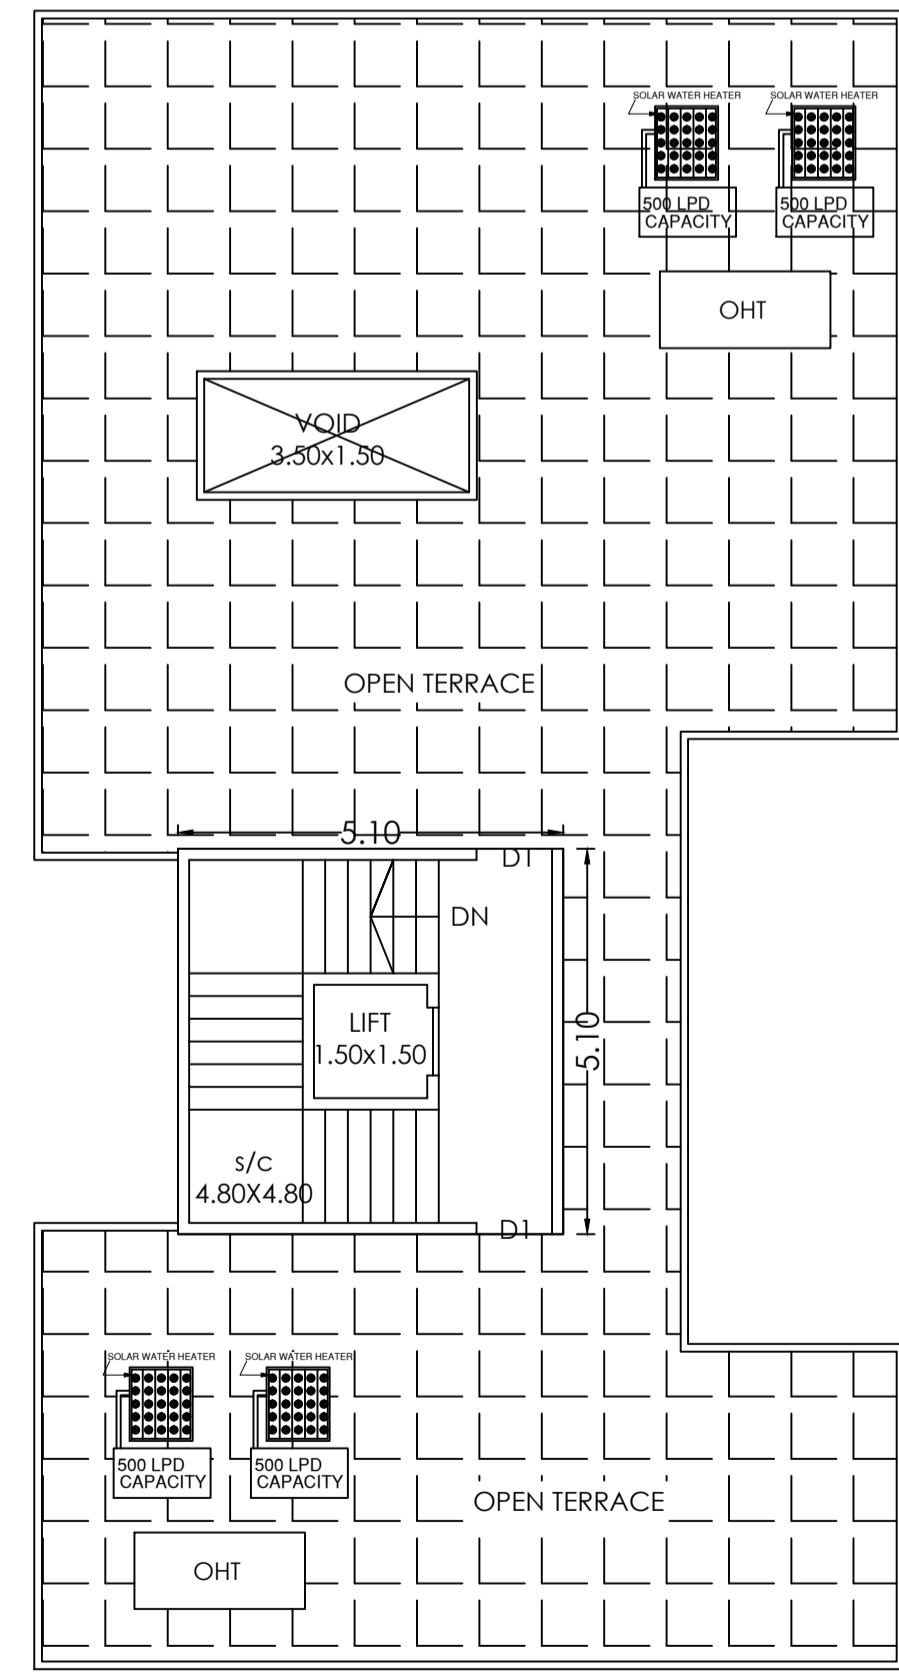 SOLAR WATER HEATER
SOLAR WATER HEATER
500 LPD
CAPACITY
500 LPD
CAPACITY
OHT
VOID
3.50x1.50
OPEN TERRACE
5.10
D1
DN
LIFT
1.50x1.50
5.10
s/c
4.80X4.80
D1
SOLAR WATER HEATER
SOLAR WATER HEATER
500 LPD
CAPACITY
500 LPD
CAPACITY
OPEN TERRACE
OHT